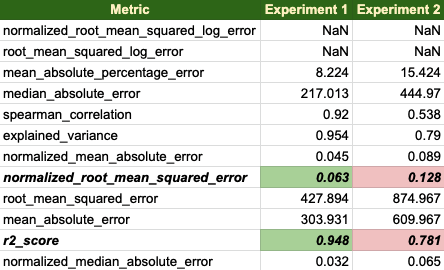 Metric Experiment 1 Experiment 2
normalized_root_mean_squared_log_error NaN NaN
root_mean_squared_log_error NaN NaN
mean_absolute_percentage_error 8.224 15.424
median_absolute_error 217.013 444.97
spearman_correlation 0.92 0.538
explained_variance 0.954 0.79
normalized_mean_absolute_error 0.045 0.089
normalized_root_mean_squared_error 0.063 0.128
root_mean_squared_error 427.894 874.967
mean_absolute_error 303.931 609.967
r2_score 0.948 0.781
normalized_median_absolute_error 0.032 0.065